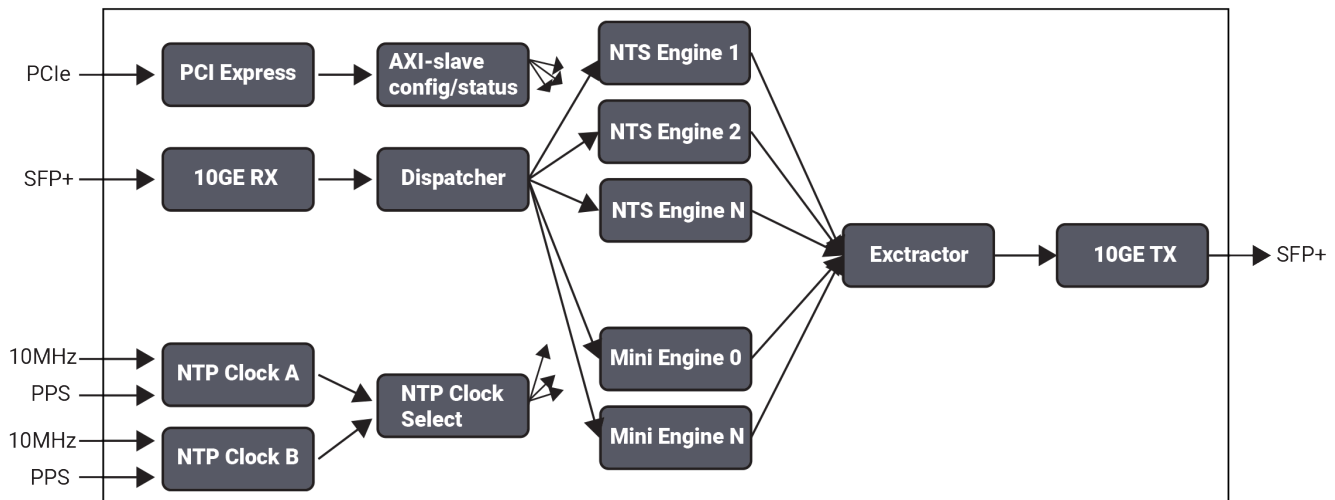 PCIe
PCI Express
AXI-slave
config/status
NTS Engine 1
NTS Engine 2
SFP+
10GE RX
Dispatcher
NTS Engine N
Exctractor
10GE TX
SFP+
10MHz
PPS
NTP Clock A
10MHz
PPS
NTP Clock B
NTP Clock
Select
Mini Engine 0
Mini Engine N